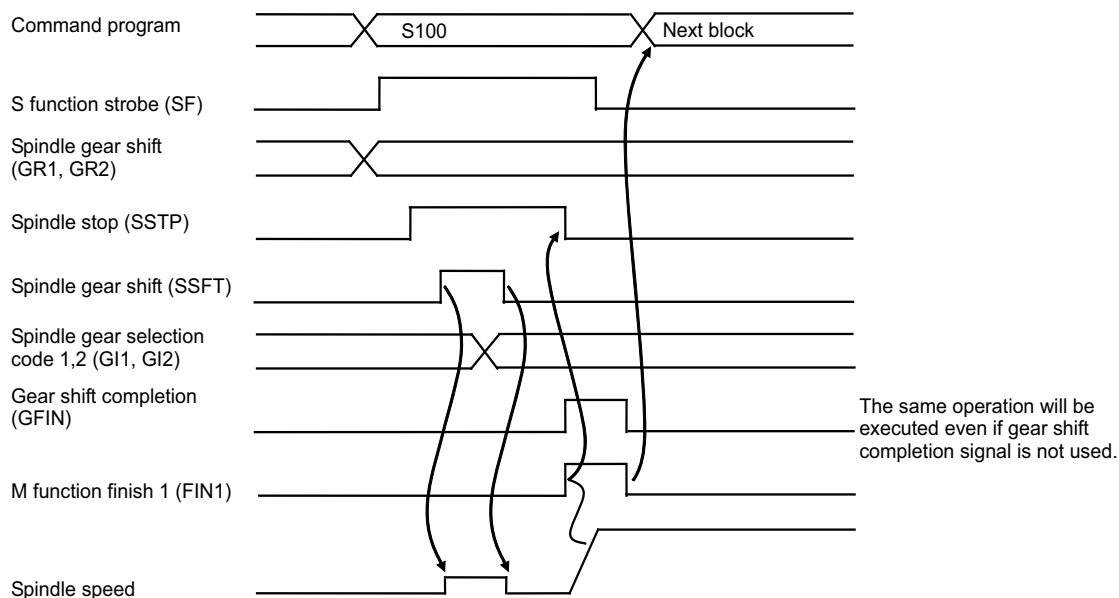 Command program
S100
Next block
S function strobe (SF)
Spindle gear shift
(GR1, GR2)
Spindle stop (SSTP)
Spindle gear shift (SSFT)
Spindle gear selection
code 1,2 (GI1, GI2)
Gear shift completion
(GFIN)
The same operation will be
executed even if gear shift
completion signal is not used.
M function finish 1 (FIN1)
Spindle speed